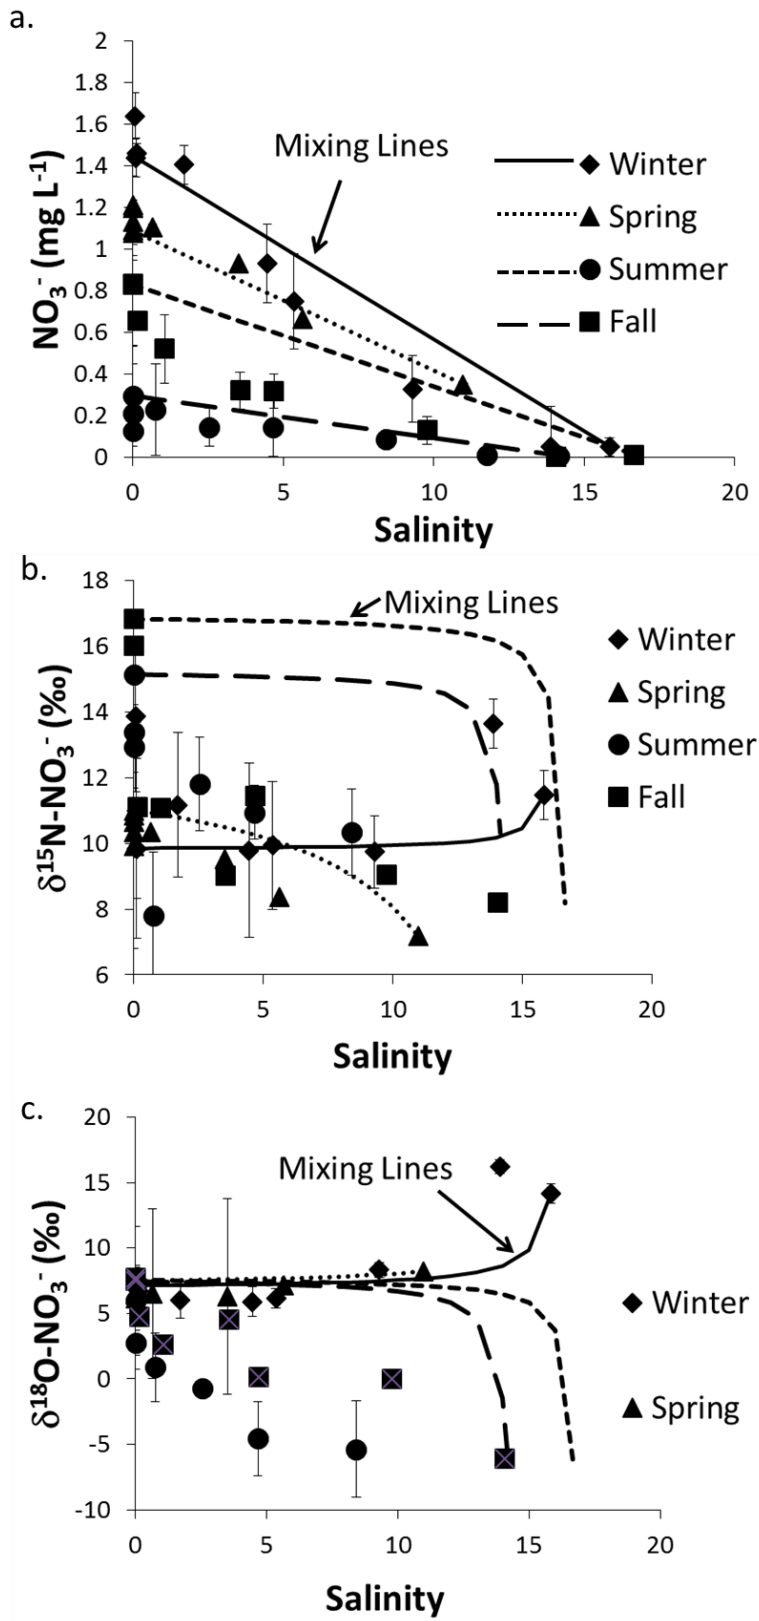 a.
2
1.8
1.6
1.4
1.2
1
0.8
0.6
0.4
0.2
0
NO₃⁻ (mg L⁻¹)
Mixing Lines
Winter
Spring
Summer
Fall
0 5 10 15 20
Salinity
b.
18
16
14
12
10
8
6
δ¹⁵N-NO₃⁻ (‰)
Mixing Lines
Winter
Spring
Summer
Fall
0 5 10 15 20
Salinity
c.
20
15
10
5
0
-5
-10
δ¹⁸O-NO₃⁻ (‰)
Mixing Lines
Winter
Spring
0 5 10 15 20
Salinity